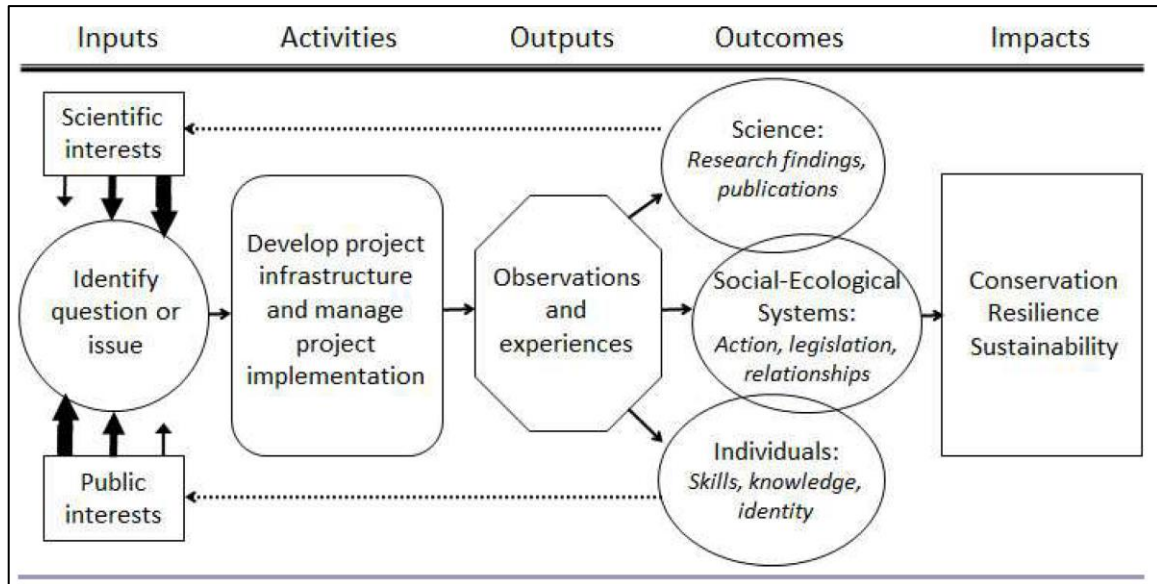 Inputs
Activities
Outputs
Outcomes
Impacts
Scientific
interests
Identify
question or
issue
Public
interests
Develop project
infrastructure
and manage
project
implementation
Observations
and
experiences
Science:
Research findings,
publications
Social-Ecological
Systems:
Action, legislation,
relationships
Individuals:
Skills, knowledge,
identity
Conservation
Resilience
Sustainability